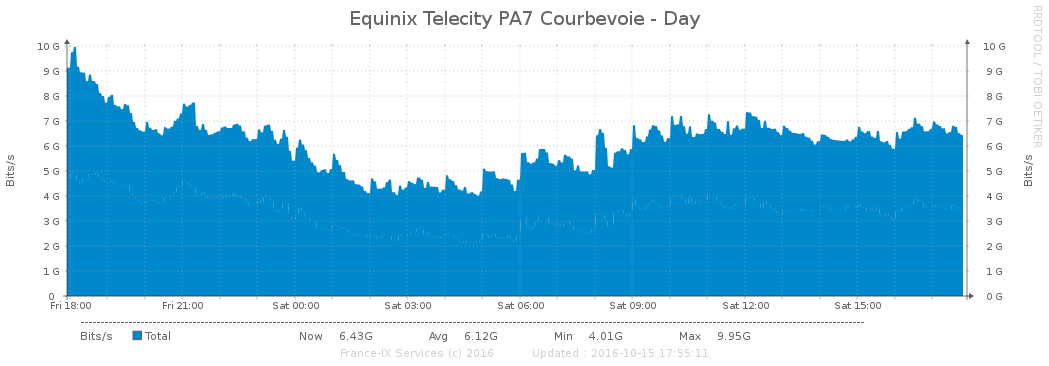 Equinix Telecity PA7 Courbevoie - Day
RRDTOOL / TOBI OETIKER
Bits/s
10 G 10 G
9 G 9 G
8 G 8 G
7 G 7 G
6 G 6 G
5 G 5 G
4 G 4 G
3 G 3 G
2 G 2 G
1 G 1 G
0 0 G
Bits/s
Fri 18:00 Fri 21:00 Sat 00:00 Sat 03:00 Sat 06:00 Sat 09:00 Sat 12:00 Sat 15:00
Bits/s Total Now 6.43G Avg 6.12G Min 4.01G Max 9.95G
France-IX Services (c) 2016 Updated : 2016-10-15 17:55:11